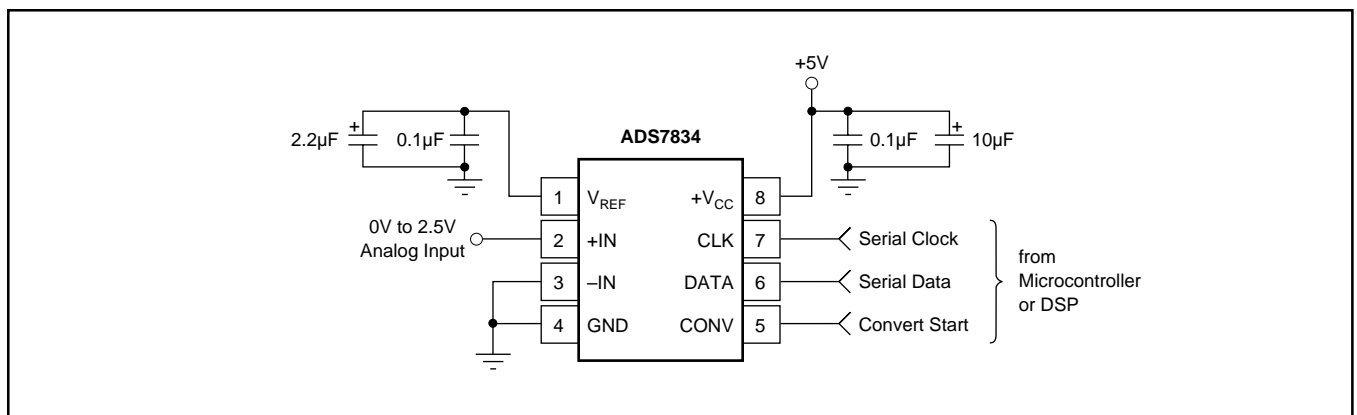 +5V
2.2µF
+
0.1µF
ADS7834
0.1µF
+
10µF
1
V_REF
+V_CC
8
0V to 2.5V
Analog Input
2
+IN
CLK
7
Serial Clock
3
–IN
DATA
6
Serial Data
4
GND
CONV
5
Convert Start
from
Microcontroller
or DSP